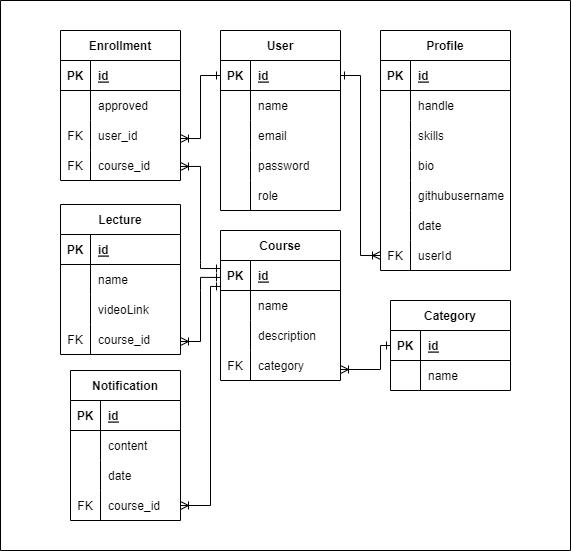 Enrollment
PK id
approved
FK user_id
FK course_id
User
PK id
name
email
password
role
Profile
PK id
handle
skills
bio
githubusername
date
FK userId
Lecture
PK id
name
videoLink
FK course_id
Course
PK id
name
description
FK category
Category
PK id
name
Notification
PK id
content
date
FK course_id